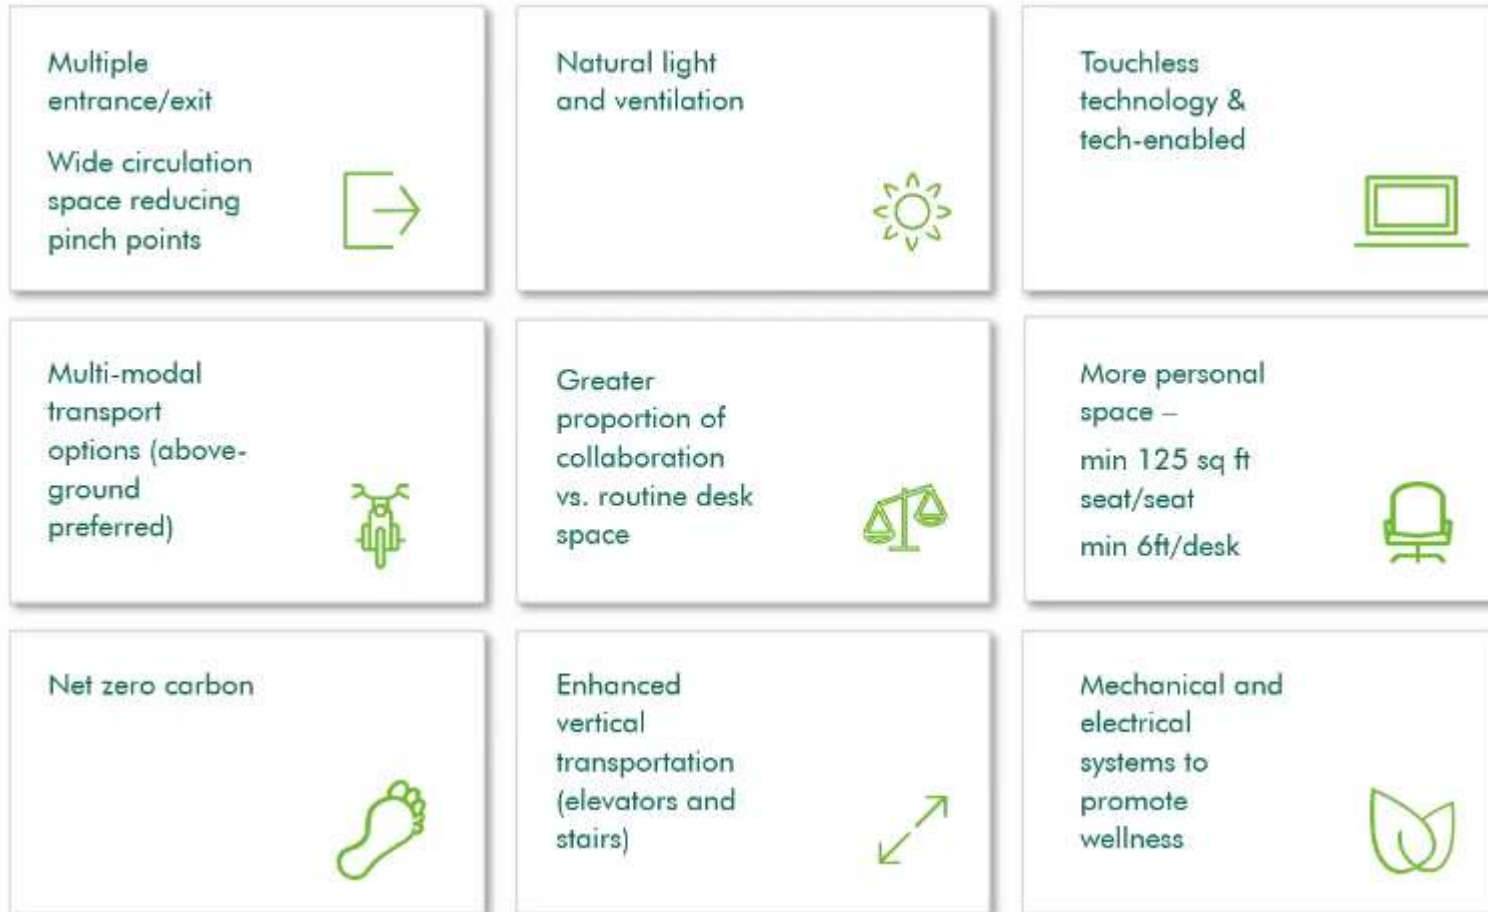 Multiple
entrance/exit
Wide circulation
space reducing
pinch points
Natural light
and ventilation
Touchless
technology &
tech-enabled
Multi-modal
transport
options (above-
ground
preferred)
Greater
proportion of
collaboration
vs. routine desk
space
More personal
space –
min 125 sq ft
seat/seat
min 6ft/desk
Net zero carbon
Enhanced
vertical
transportation
(elevators and
stairs)
Mechanical and
electrical
systems to
promote
wellness